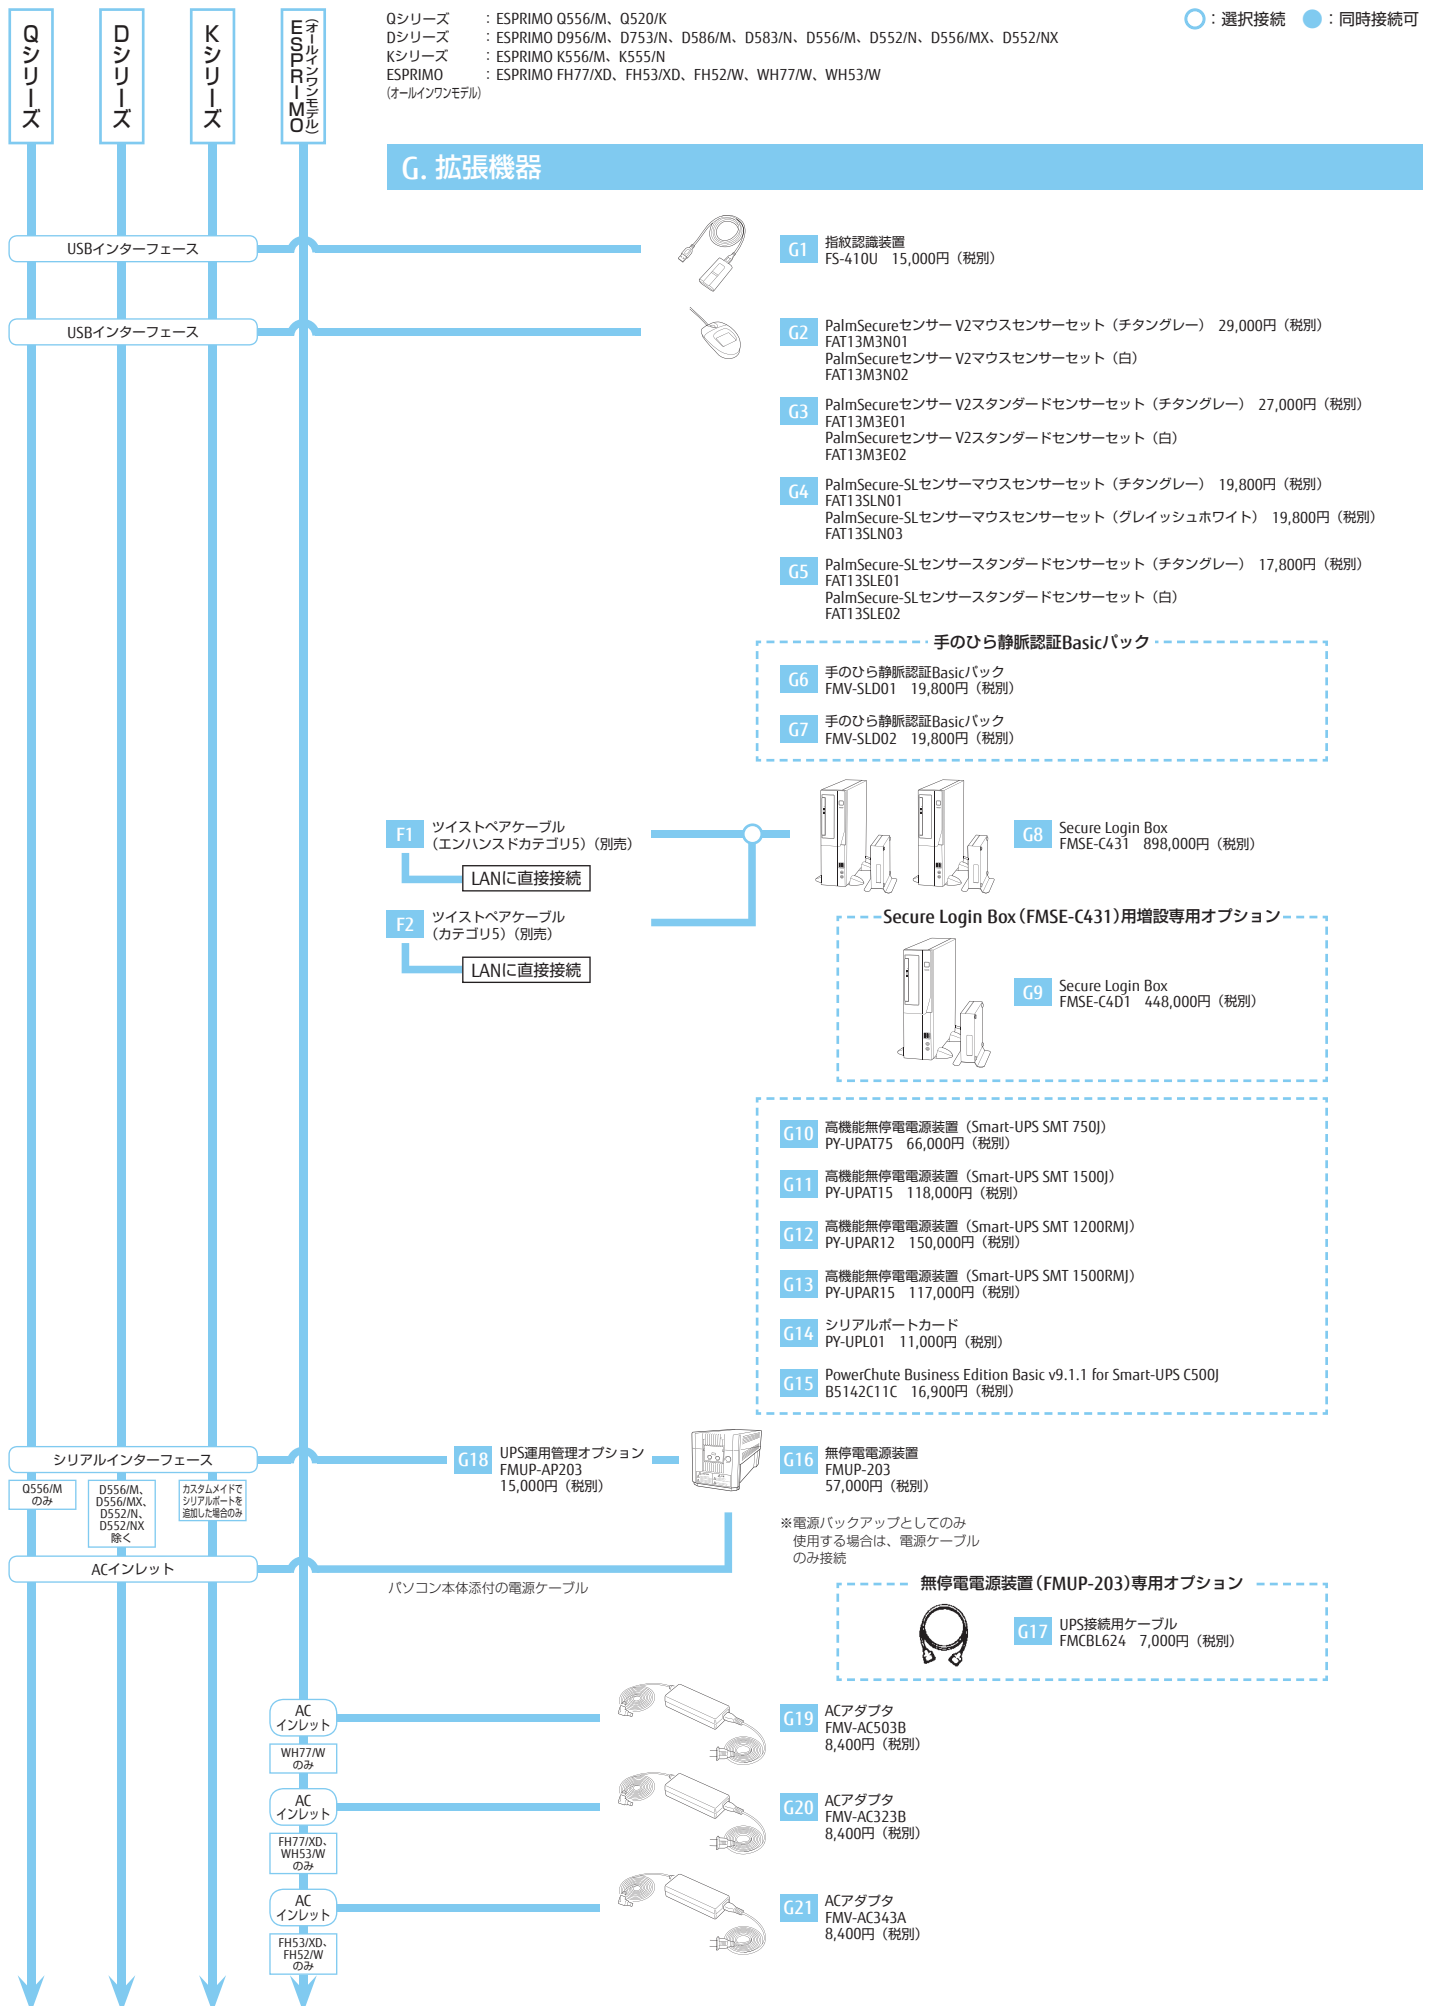 Qシリーズ
Dシリーズ
Kシリーズ
ESPRIMO
(オールインワンモデル)
Qシリーズ ：ESPRIMO Q556/M、Q520/K
Dシリーズ ：ESPRIMO D956/M、D753/N、D586/M、D583/N、D556/M、D552/N、D556/MX、D552/NX
Kシリーズ ：ESPRIMO K556/M、K555/N
ESPRIMO ：ESPRIMO FH77/XD、FH53/XD、FH52/W、WH77/W、WH53/W
(オールインワンモデル)
：選択接続 ：同時接続可
G. 拡張機器
USBインターフェース
G1 指紋認識装置
FS-410U 15,000円（税別）
USBインターフェース
G2 PalmSecureセンサー V2マウスセンサーセット（チタングレー） 29,000円（税別）
FAT13M3N01
PalmSecureセンサー V2マウスセンサーセット（白）
FAT13M3N02
G3 PalmSecureセンサー V2スタンダードセンサーセット（チタングレー） 27,000円（税別）
FAT13M3E01
PalmSecureセンサー V2スタンダードセンサーセット（白）
FAT13M3E02
G4 PalmSecure-SLセンサーマウスセンサーセット（チタングレー） 19,800円（税別）
FAT13SLN01
PalmSecure-SLセンサーマウスセンサーセット（グレイッシュホワイト） 19,800円（税別）
FAT13SLN03
G5 PalmSecure-SLセンサースタンダードセンサーセット（チタングレー） 17,800円（税別）
FAT13SLE01
PalmSecure-SLセンサースタンダードセンサーセット（白）
FAT13SLE02
手のひら静脈認証Basicパック
G6 手のひら静脈認証Basicパック
FMV-SLD01 19,800円（税別）
G7 手のひら静脈認証Basicパック
FMV-SLD02 19,800円（税別）
F1 ツイストペアケーブル
（エンハンスドカテゴリ5）（別売）
LANに直接接続
F2 ツイストペアケーブル
（カテゴリ5）（別売）
LANに直接接続
G8 Secure Login Box
FMSE-C431 898,000円（税別）
Secure Login Box（FMSE-C431）用増設専用オプション
G9 Secure Login Box
FMSE-C4D1 448,000円（税別）
G10 高機能無停電電源装置（Smart-UPS SMT 750J）
PY-UPAT75 66,000円（税別）
G11 高機能無停電電源装置（Smart-UPS SMT 1500J）
PY-UPAT15 118,000円（税別）
G12 高機能無停電電源装置（Smart-UPS SMT 1200RMJ）
PY-UPAR12 150,000円（税別）
G13 高機能無停電電源装置（Smart-UPS SMT 1500RMJ）
PY-UPAR15 117,000円（税別）
G14 シリアルポートカード
PY-UPL01 11,000円（税別）
G15 PowerChute Business Edition Basic v9.1.1 for Smart-UPS C500J
B5142C11C 16,900円（税別）
シリアルインターフェース
Q556/M
のみ
D556/M、
D556/MX、
D552/N、
D552/NX
除く
カスタムメイドで
シリアルポートを
追加した場合のみ
G18 UPS運用管理オプション
FMUP-AP203
15,000円（税別）
G16 無停電電源装置
FMUP-203
57,000円（税別）
※電源バックアップとしてのみ
使用する場合は、電源ケーブル
のみ接続
ACインレット
パソコン本体添付の電源ケーブル
無停電電源装置（FMUP-203）専用オプション
G17 UPS接続用ケーブル
FMCBL624 7,000円（税別）
AC
インレット
WH77/W
のみ
G19 ACアダプタ
FMV-AC503B
8,400円（税別）
AC
インレット
FH77/XD、
WH53/W
のみ
G20 ACアダプタ
FMV-AC323B
8,400円（税別）
AC
インレット
FH53/XD、
FH52/W
のみ
G21 ACアダプタ
FMV-AC343A
8,400円（税別）